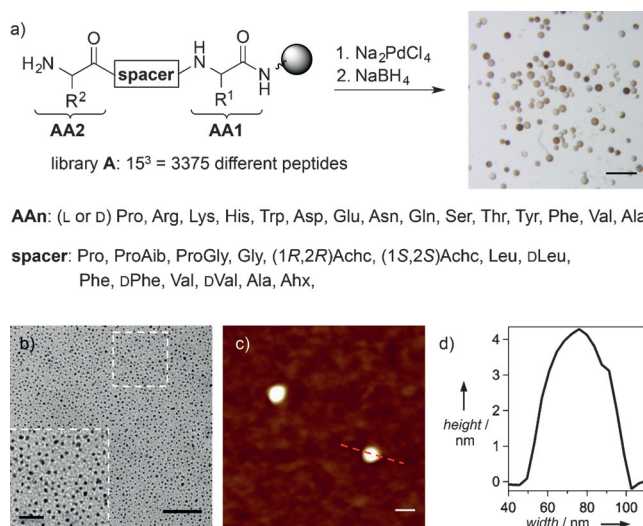 a)
H₂N
O
spacer
H
N
O
N
H
R²
R¹
AA2
AA1
1. Na₂PdCl₄
2. NaBH₄
library A: 15³ = 3375 different peptides
AAn: (L or D) Pro, Arg, Lys, His, Trp, Asp, Glu, Asn, Gln, Ser, Thr, Tyr, Phe, Val, Ala
spacer: Pro, ProAib, ProGly, Gly, (1R,2R)Achc, (1S,2S)Achc, Leu, DLeu,
Phe, DPhe, Val, DVal, Ala, Ahx,
b)
c)
d)
height /
nm
4
3
2
1
0
40 60 80 100
width / nm